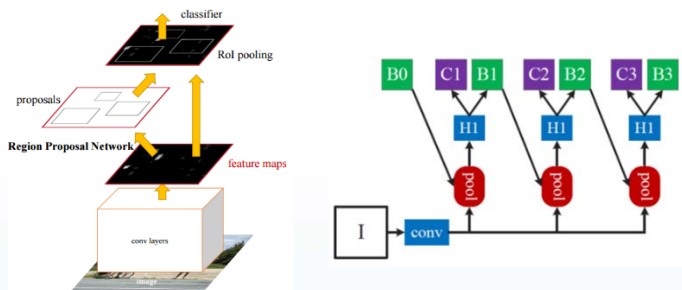 classifier
RoI pooling
proposals
Region Proposal Network
feature maps
conv layers
image
B0
C1
B1
C2
B2
C3
B3
H1
H1
H1
pool
pool
pool
I
conv